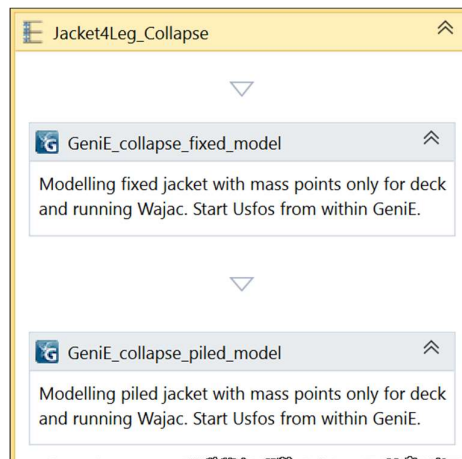 Jacket4Leg_Collapse
GeniE_collapse_fixed_model
Modelling fixed jacket with mass points only for deck
and running Wajac. Start Usfos from within GeniE.
GeniE_collapse_piled_model
Modelling piled jacket with mass points only for deck
and running Wajac. Start Usfos from within GeniE.